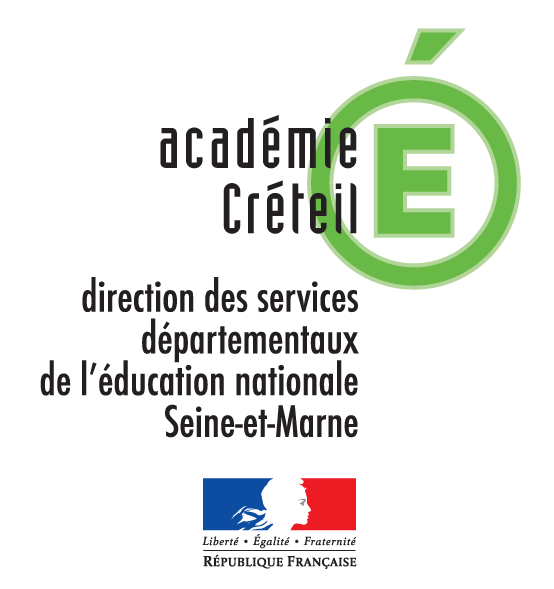 académie
Créteil
É
direction des services
départementaux
de l'éducation nationale
Seine-et-Marne
Liberté • Égalité • Fraternité
RÉPUBLIQUE FRANÇAISE